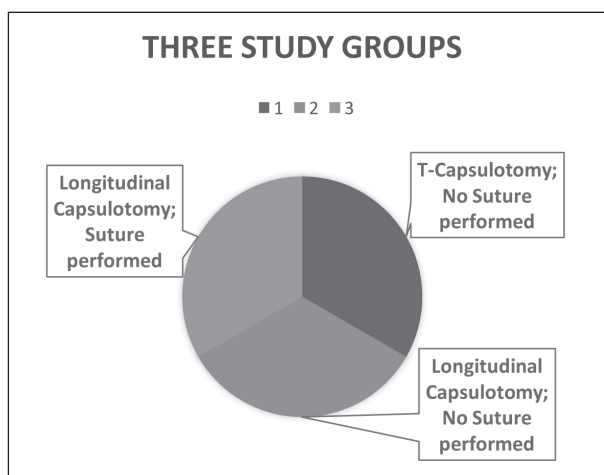 THREE STUDY GROUPS
1 2 3
Longitudinal
Capsulotomy;
Suture
performed
T-Capsulotomy;
No Suture
performed
Longitudinal
Capsulotomy;
No Suture
performed